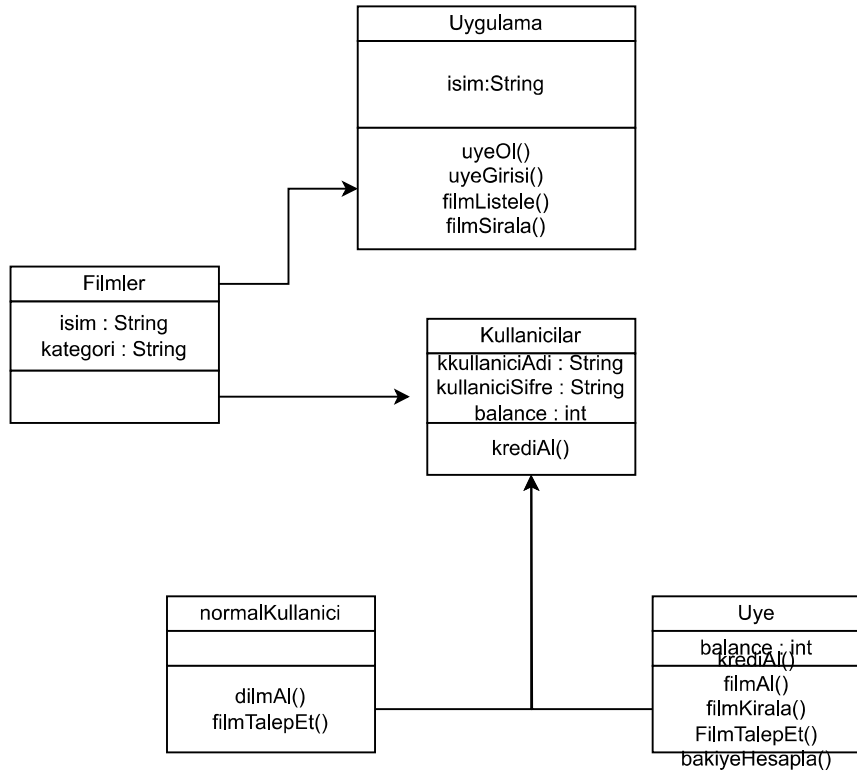 Uygulama
isim:String
uyeOl()
uyeGirisi()
filmListele()
filmSirala()
Filmler
isim : String
kategori : String
Kullanicilar
kkullaniciAdi : String
kullaniciSifre : String
balance : int
krediAl()
normalKullanici
dilmAl()
filmTalepEt()
Uye
balance : int
krediAl()
filmAl()
filmKirala()
FilmTalepEt()
bakiyeHesapla()